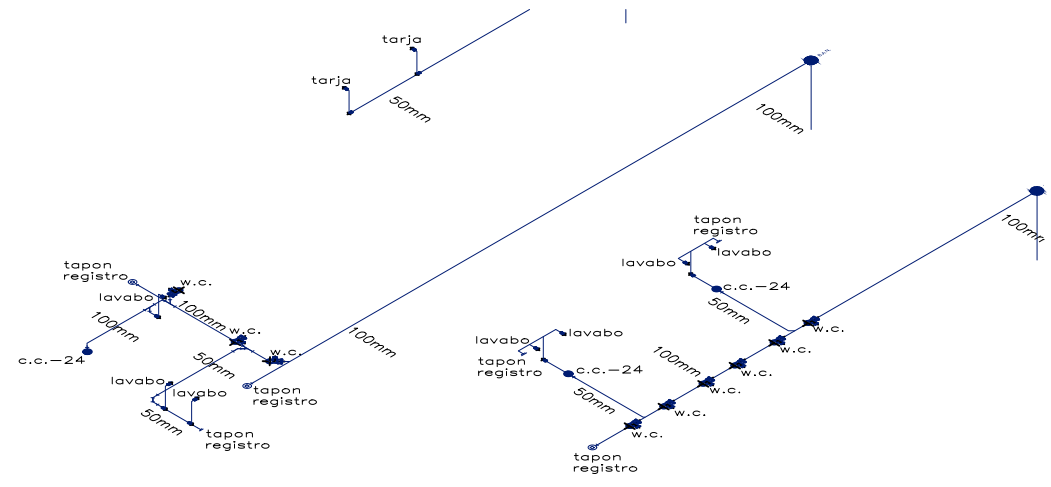 tarja
tarja
50mm
100mm
100mm
tapon
registro
lavabo
w.c.
100mm
100mm
w.c.
w.c.
c.c.-24
50mm
lavabo
lavabo
50mm
tapon
registro
tapon
registro
100mm
tapon
registro
lavabo
lavabo
c.c.-24
50mm
w.c.
w.c.
lavabo
lavabo
tapon
registro
c.c.-24
50mm
100mm
w.c.
w.c.
w.c.
w.c.
tapon
registro